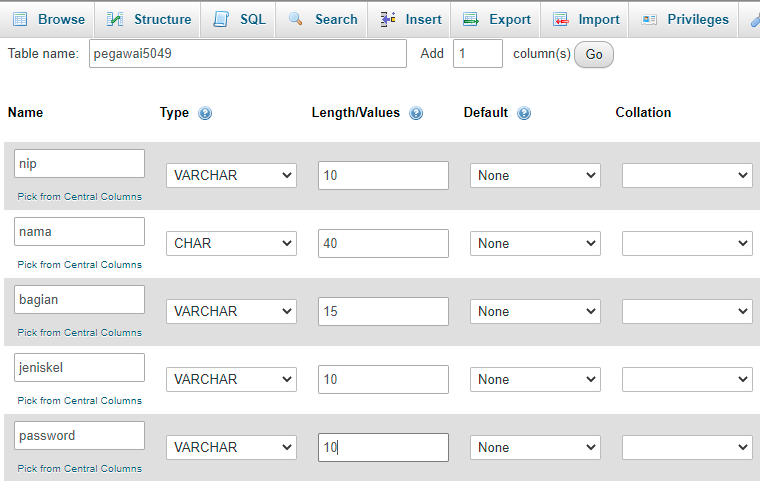 Browse Structure SQL Search Insert Export Import Privileges
Table name: pegawai5049 Add 1 column(s) Go
Name Type Length/Values Default Collation
nip VARCHAR 10 None
Pick from Central Columns
nama CHAR 40 None
Pick from Central Columns
bagian VARCHAR 15 None
Pick from Central Columns
jeniskel VARCHAR 10 None
Pick from Central Columns
password VARCHAR 10 None
Pick from Central Columns